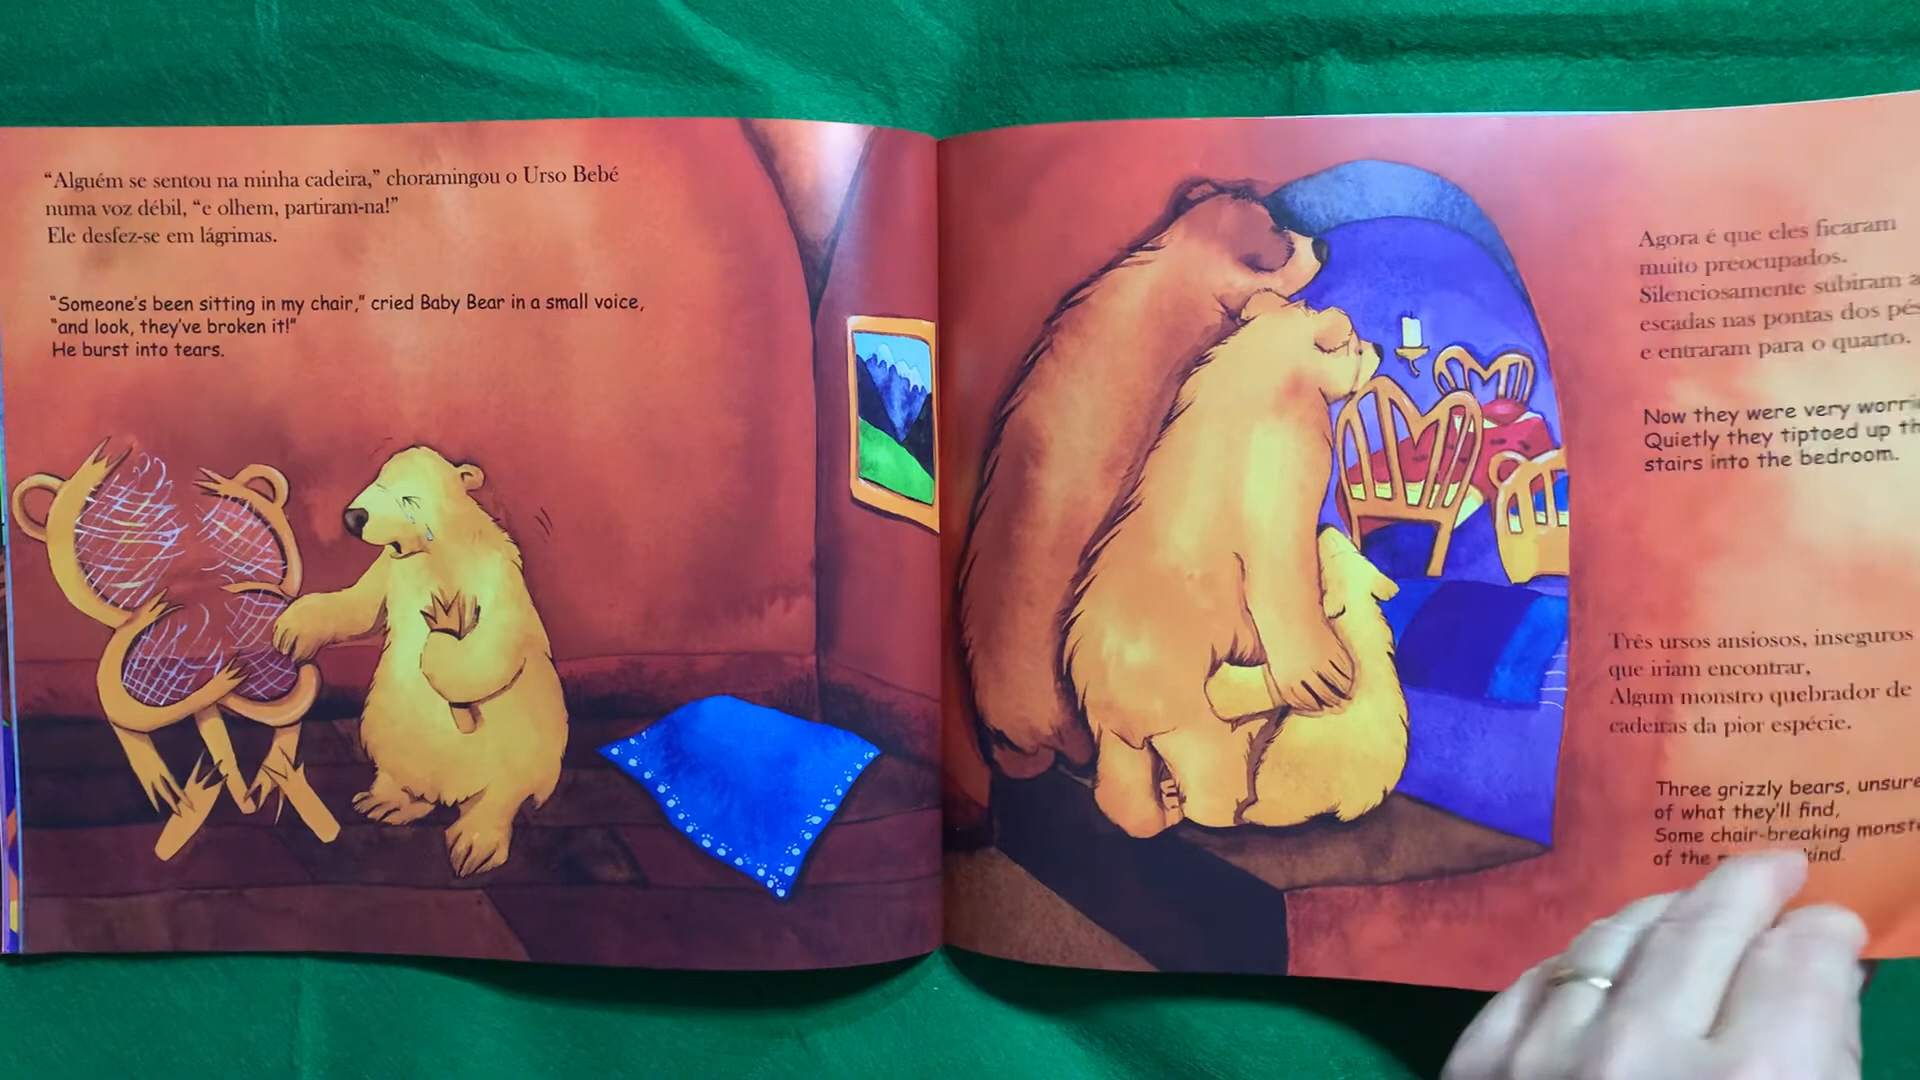 “Alguém se sentou na minha cadeira,” choramingou o Urso Bebé
numa voz débil, “e olhem, partiram-na!”
Ele desfez-se em lágrimas.
“Someone’s been sitting in my chair,” cried Baby Bear in a small voice,
“and look, they’ve broken it!”
He burst into tears.
Agora é que eles ficaram
muito preocupados.
Silenciosamente subiram
escadas nas pontas dos
e entraram para o quarto.
Now they were very
Quietly they tiptoed up
stairs into the bedroom.
Três ursos ansiosos, inseguros
que iriam encontrar,
Algum monstro quebrador de
cadeiras da pior espécie.
Three grizzly bears, unsure
of what they’ll find,
Some chair-breaking
of the kind.